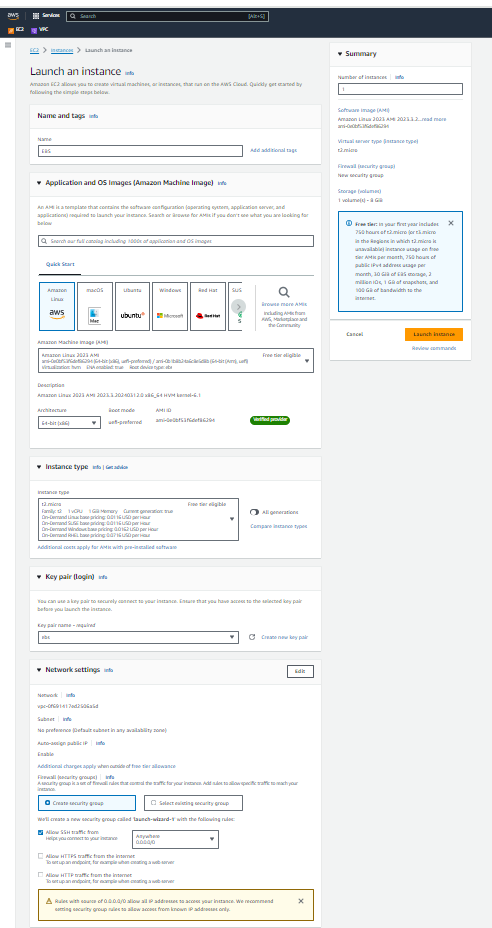 aws
Services
Search
[Alt+S]
EC2
VPC
EC2 > Instances > Launch an instance
Launch an instance Info
Amazon EC2 allows you to create virtual machines, or instances, that run on the AWS Cloud. Quickly get started by
following the simple steps below.
Name and tags Info
Name
EBS
Add additional tags
Application and OS Images (Amazon Machine Image) Info
An AMI is a template that contains the software configuration (operating system, application server, and
applications) required to launch your instance. Search or Browse for AMIs if you don't see what you are looking for
below
Search our full catalog including 1000s of application and OS images
Quick Start
Amazon
Linux
aws
macOS
Mac
Ubuntu
ubuntu
Windows
Microsoft
Red Hat
Red Hat
SUS
S
Browse more AMIs
Including AMIs from
AWS, Marketplace and
the Community
Amazon Machine Image (AMI)
Amazon Linux 2023 AMI
Free tier eligible
Virtualization: hvm ENA enabled: true Root device type: ebs
Description
Amazon Linux 2023 AMI 2023.3.20240312.0 x86_64 HVM kernel-6.1
Architecture
Boot mode
AMI ID
64-bit (x86)
uefi-preferred
ami-0e0bf53f6def86294
Verified provider
Instance type Info | Get advice
Instance type
t2.micro
Free tier eligible
Family: t2 1 vCPU 1 GiB Memory Current generation: true
On-Demand Linux base pricing: 0.0116 USD per Hour
On-Demand SUSE base pricing: 0.0116 USD per Hour
On-Demand Windows base pricing: 0.0162 USD per Hour
On-Demand RHEL base pricing: 0.0716 USD per Hour
All generations
Compare instance types
Additional costs apply for AMIs with pre-installed software
Key pair (login) Info
You can use a key pair to securely connect to your instance. Ensure that you have access to the selected key pair
before you launch the instance.
Key pair name - required
ebs
Create new key pair
Network settings Info
Edit
Network Info
vpc-0f691417ed2506a5d
Subnet Info
No preference (Default subnet in any availability zone)
Auto-assign public IP Info
Enable
Additional charges apply when outside of free tier allowance
Firewall (security groups) Info
A security group is a set of firewall rules that control the traffic for your instance. Add rules to allow specific traffic to reach your
instance.
Create security group
Select existing security group
We'll create a new security group called 'launch-wizard-1' with the following rules:
Allow SSH traffic from
Helps you connect to your instance
Anywhere
0.0.0.0/0
Allow HTTPS traffic from the internet
To set up an endpoint, for example when creating a web server
Allow HTTP traffic from the internet
To set up an endpoint, for example when creating a web server
Rules with source of 0.0.0.0/0 allow all IP addresses to access your instance. We recommend
setting security group rules to allow access from known IP addresses only.
Summary
Number of instances Info
1
Software Image (AMI)
Amazon Linux 2023 AMI 2023.3.2...read more
ami-0e0bf53f6def86294
Virtual server type (instance type)
t2.micro
Firewall (security group)
New security group
Storage (volumes)
1 volume(s) - 8 GiB
Free tier: In your first year includes
750 hours of t2.micro (or t3.micro
in the Regions in which t2.micro is
unavailable) instance usage on free
tier AMIs per month, 750 hours of
public IPv4 address usage per
month, 30 GiB of EBS storage, 2
million IOs, 1 GB of snapshots, and
100 GB of bandwidth to the
internet.
Cancel
Launch instance
Review commands